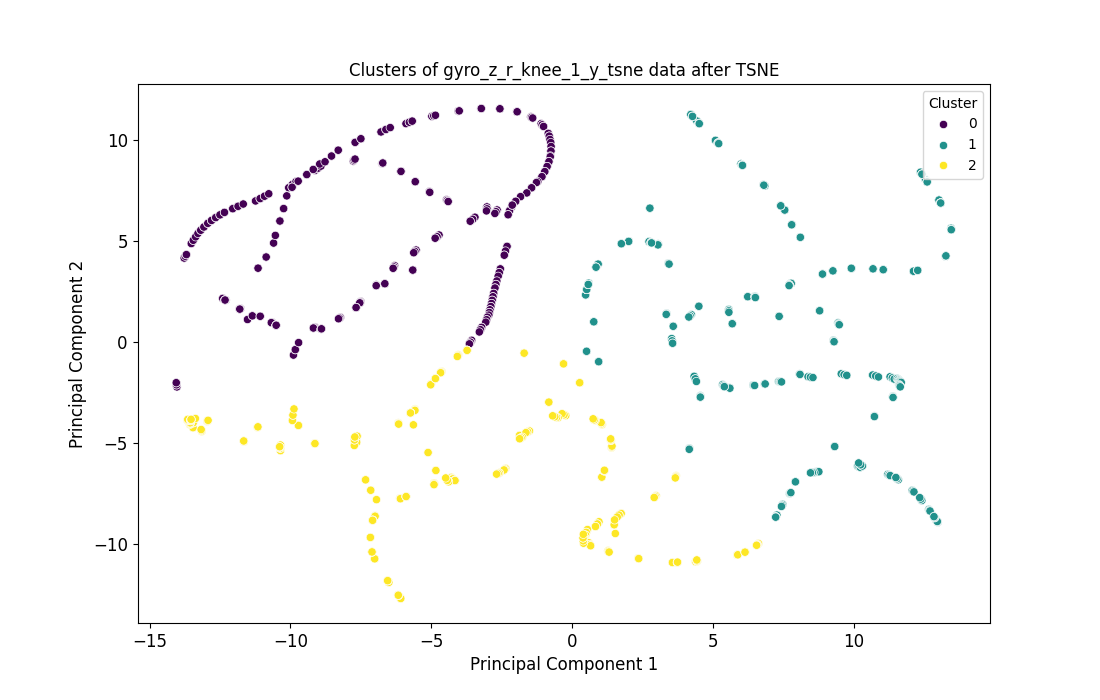 Clusters of gyro_z_r_knee_1_y_tsne data after TSNE
Cluster
0
1
2
10
5
0
−5
−10
Principal Component 2
−15 −10 −5 0 5 10
Principal Component 1